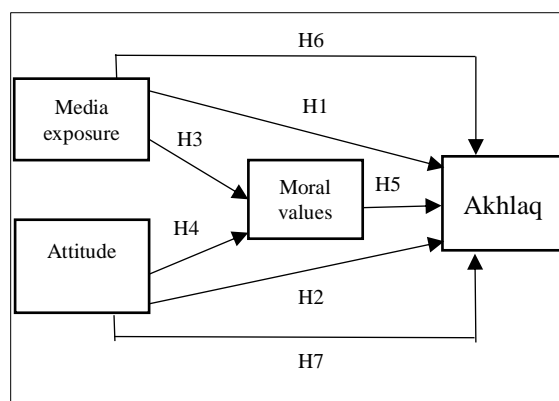 H6
Media
exposure
H1
H3
Moral
values
H5
Akhlaq
Attitude
H4
H2
H7